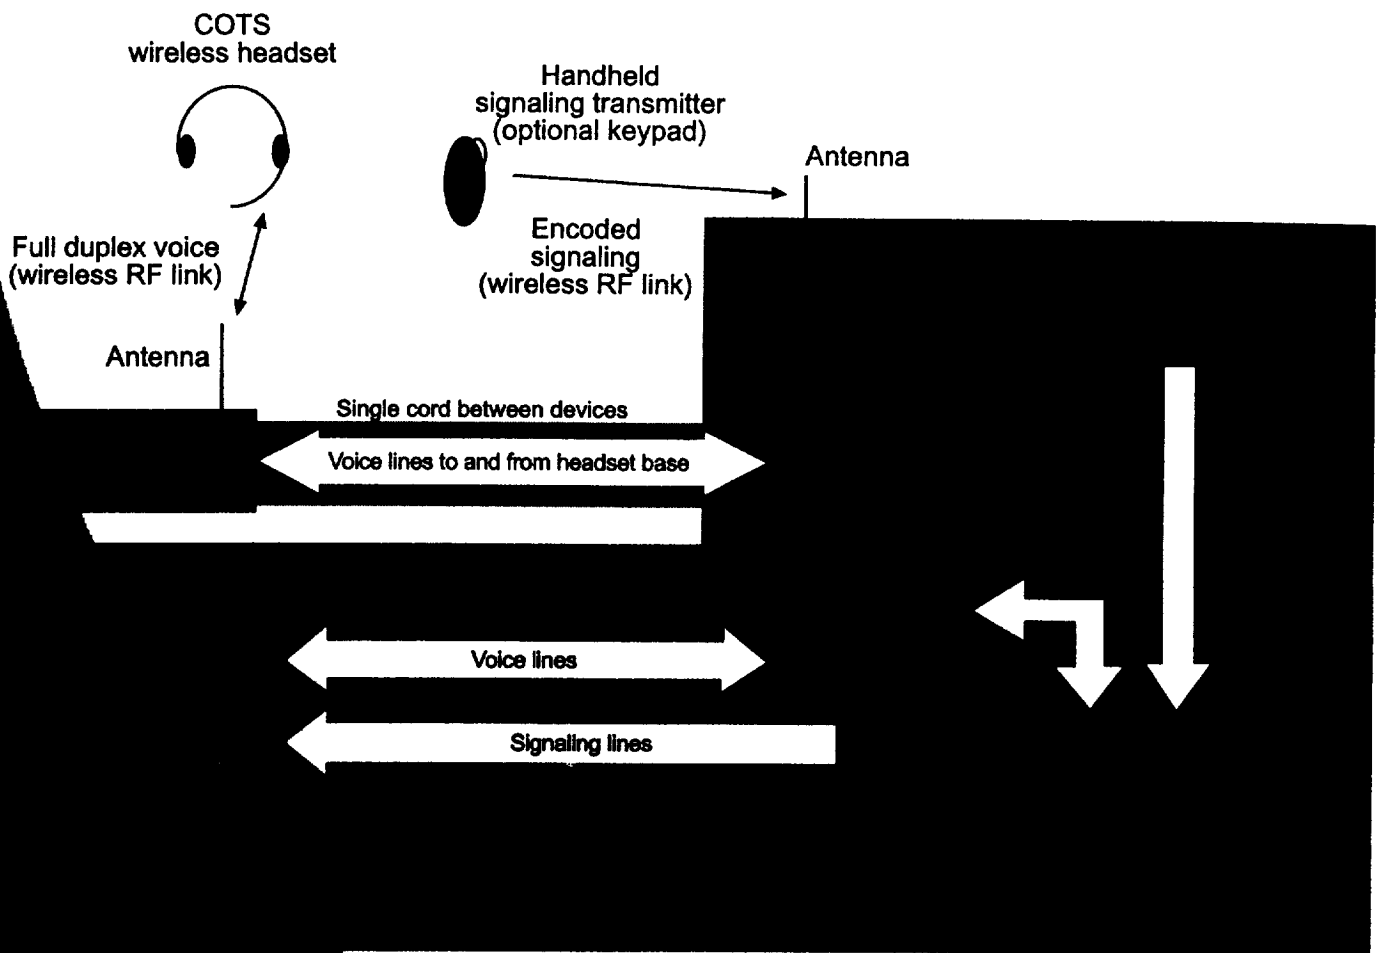 COTS
wireless headset
Handheld
signaling transmitter
(optional keypad)
Antenna
Full duplex voice
(wireless RF link)
Encoded
signaling
(wireless RF link)
Antenna
Single cord between devices
Voice lines to and from headset base
Voice lines
Signaling lines